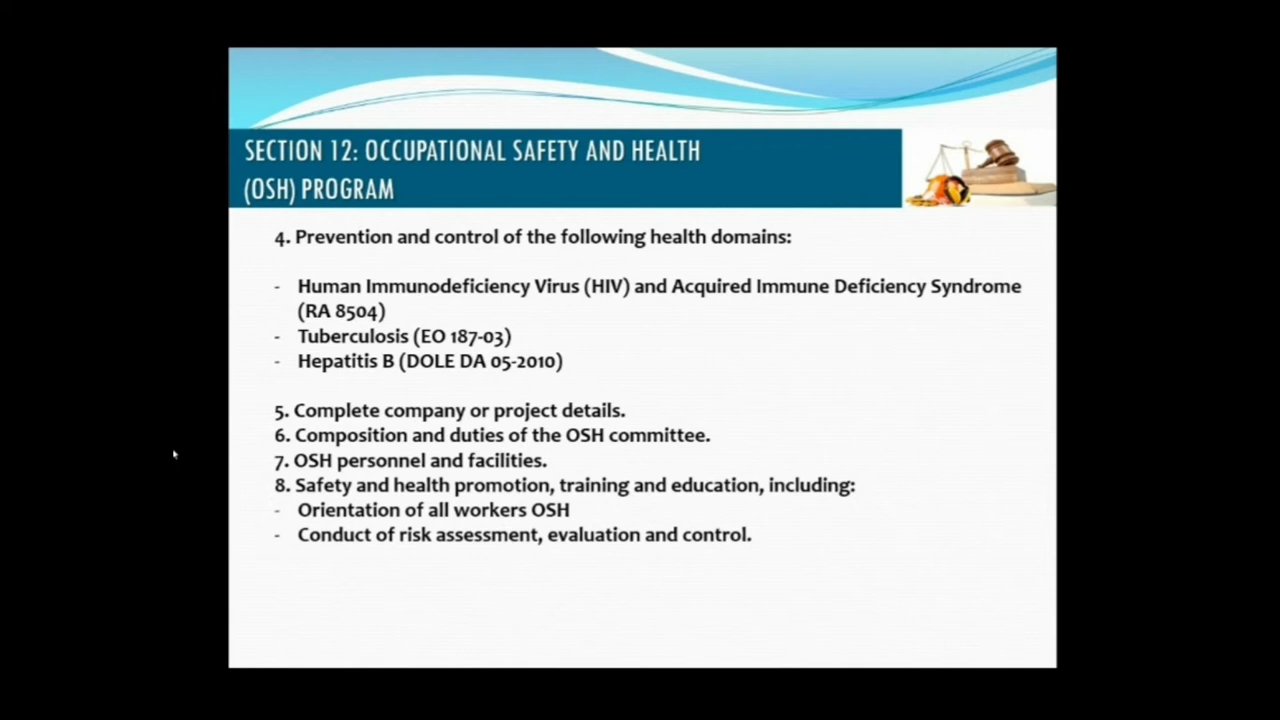 SECTION 12: OCCUPATIONAL SAFETY AND HEALTH
(OSH) PROGRAM
4. Prevention and control of the following health domains:
- Human Immunodeficiency Virus (HIV) and Acquired Immune Deficiency Syndrome
(RA 8504)
- Tuberculosis (EO 187-03)
- Hepatitis B (DOLE DA 05-2010)
5. Complete company or project details.
6. Composition and duties of the OSH committee.
7. OSH personnel and facilities.
8. Safety and health promotion, training and education, including:
- Orientation of all workers OSH
- Conduct of risk assessment, evaluation and control.